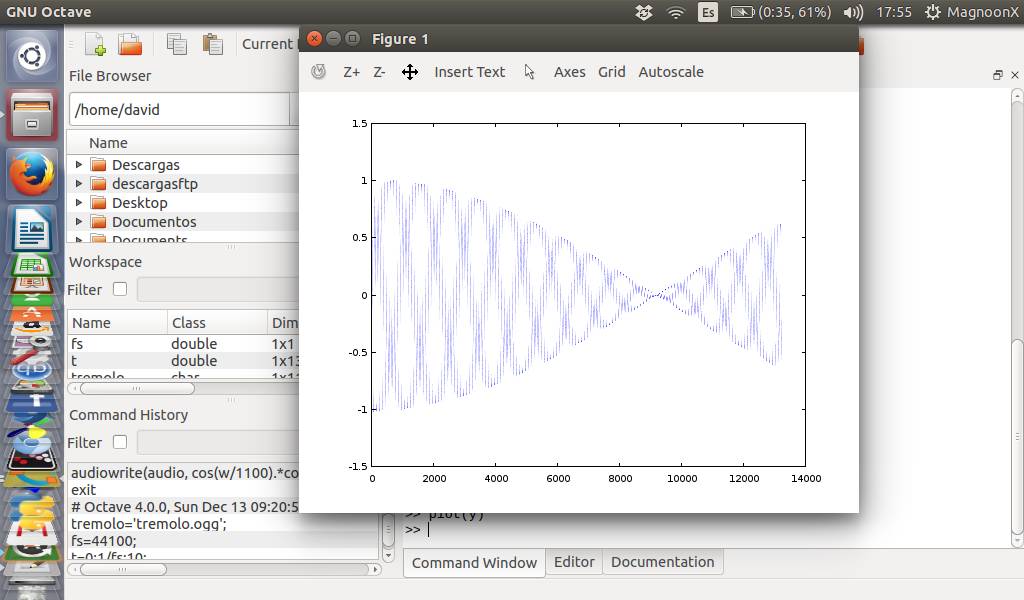 GNU Octave
Es
(0:35, 61%)
17:55
MagnoonX
Current
File Browser
/home/david
Name
Descargas
descargasftp
Desktop
Documentos
Documents
Workspace
Filter
Name Class Dim
fs double 1x1
t double 1x13
tremolo char 1x11
Command History
Filter
audiowrite(audio, cos(w/1100).*co
exit
# Octave 4.0.0, Sun Dec 13 09:20:5
tremolo='tremolo.ogg';
fs=44100;
t=0:1/fs:10;
Figure 1
Z+ Z- Insert Text Axes Grid Autoscale
1.5
1
0.5
0
-0.5
-1
-1.5
0 2000 4000 6000 8000 10000 12000 14000
>> plot(y)
>>
Command Window Editor Documentation